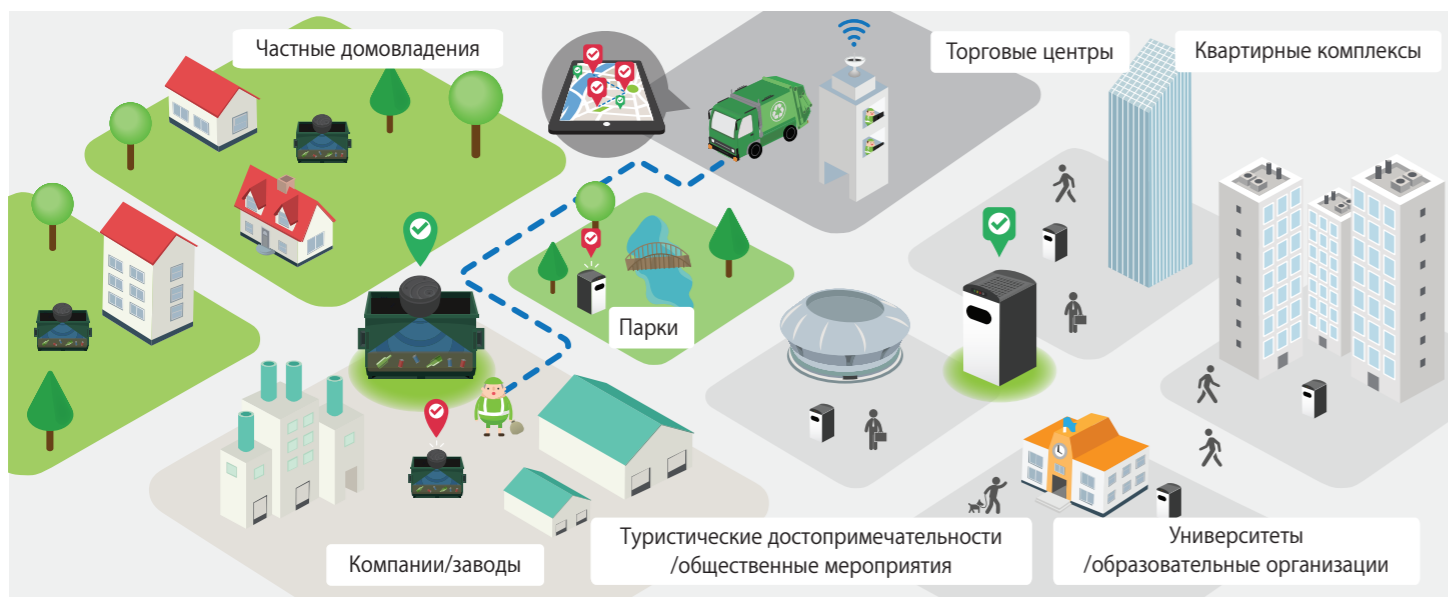 Частные домовладения
Торговые центры
Квартирные комплексы
Парки
Компании/заводы
Туристические достопримечательности
/общественные мероприятия
Университеты
/образовательные организации